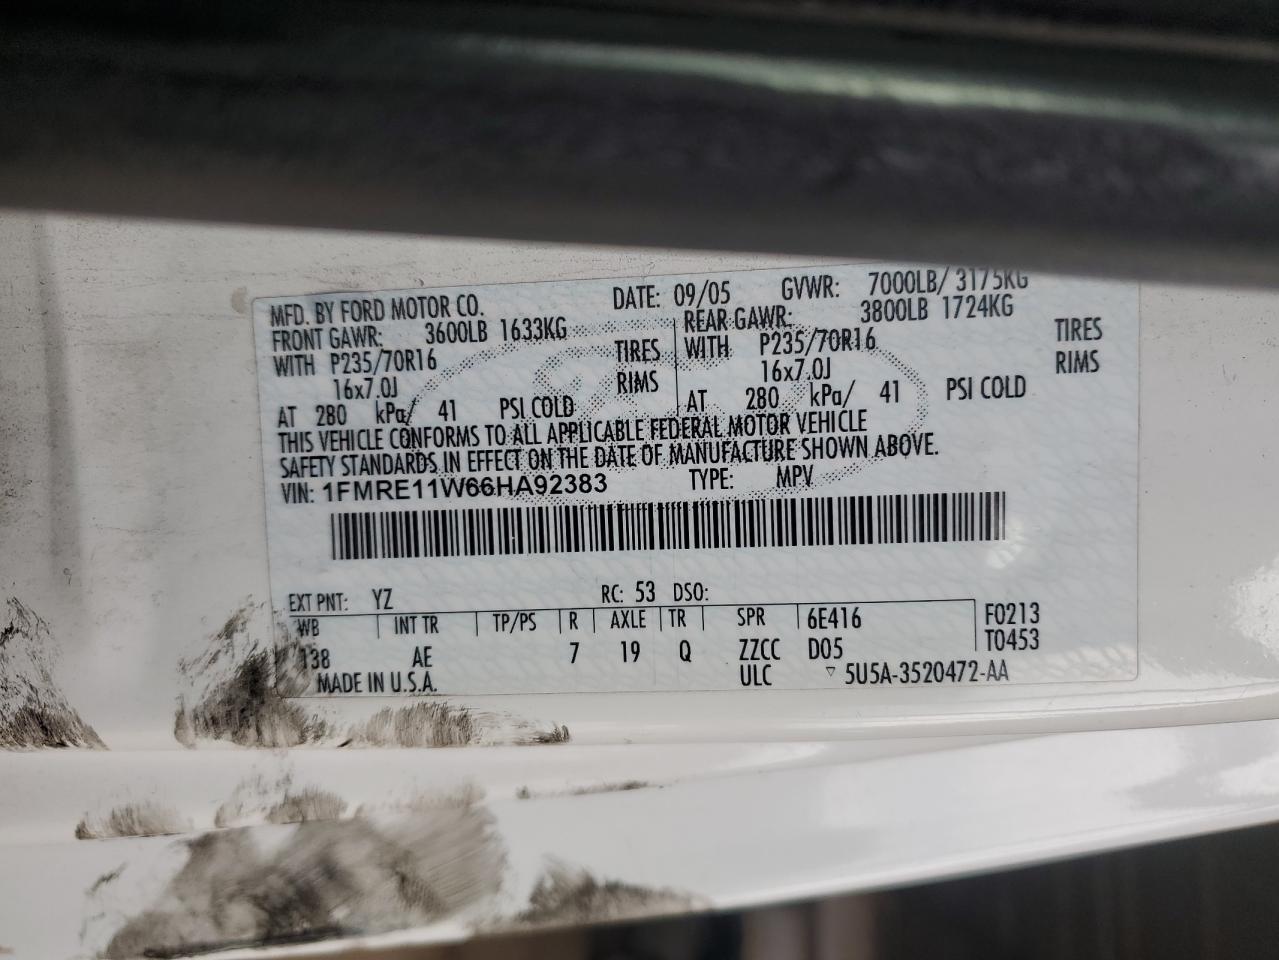 MFD. BY FORD MOTOR CO. DATE: 09/05 GVWR: 7000LB/ 3175KG
FRONT GAWR: 3600LB 1633KG REAR GAWR: 3800LB 1724KG
WITH P235/70R16 TIRES WITH P235/70R16 TIRES
16x7.0J RIMS 16x7.0J RIMS
AT 280 kPa/ 41 PSI COLD AT 280 kPa/ 41 PSI COLD
THIS VEHICLE CONFORMS TO ALL APPLICABLE FEDERAL MOTOR VEHICLE
SAFETY STANDARDS IN EFFECT ON THE DATE OF MANUFACTURE SHOWN ABOVE.
VIN: 1FMRE11W66HA92383 TYPE: MPV
EXT PNT: YZ RC: 53 DSO:
WB INT TR TP/PS R AXLE TR SPR 6E416 F0213
138 AE 7 19 Q ZZCC D05 T0453
MADE IN U.S.A. ULC ▽ 5U5A-3520472-AA